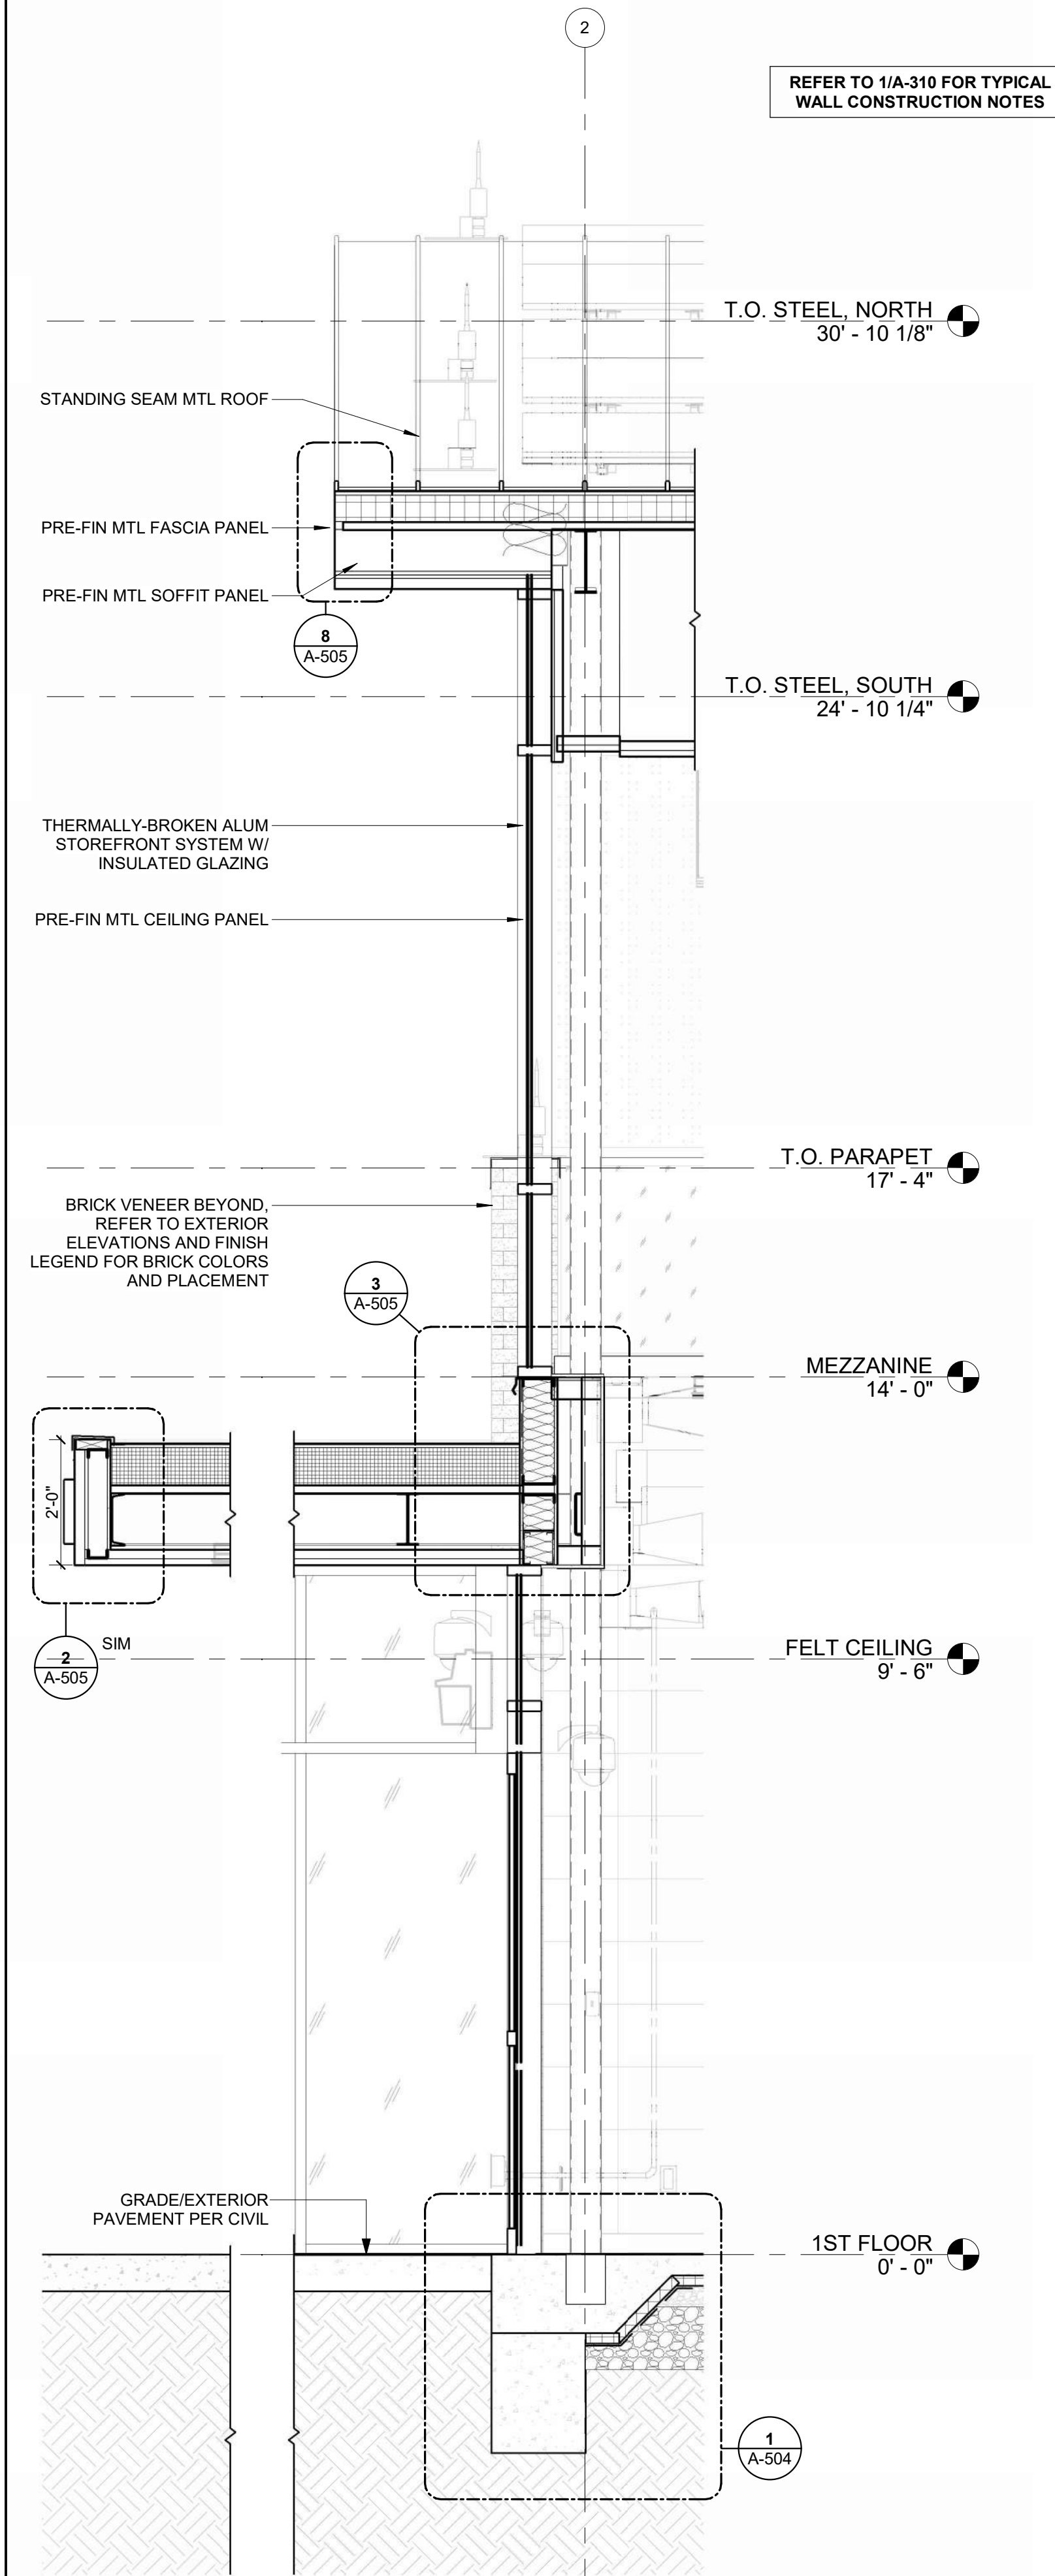 2
REFER TO 1/A-310 FOR TYPICAL
WALL CONSTRUCTION NOTES
T.O. STEEL, NORTH
30' - 10 1/8"
STANDING SEAM MTL ROOF
PRE-FIN MTL FASCIA PANEL
PRE-FIN MTL SOFFIT PANEL
8
A-505
T.O. STEEL, SOUTH
24' - 10 1/4"
THERMALLY-BROKEN ALUM
STOREFRONT SYSTEM W/
INSULATED GLAZING
PRE-FIN MTL CEILING PANEL
T.O. PARAPET
17' - 4"
BRICK VENEER BEYOND,
REFER TO EXTERIOR
ELEVATIONS AND FINISH
LEGEND FOR BRICK COLORS
AND PLACEMENT
3
A-505
MEZZANINE
14' - 0"
2'-0"
SIM
2
A-505
FELT CEILING
9' - 6"
GRADE/EXTERIOR
PAVEMENT PER CIVIL
1ST FLOOR
0' - 0"
1
A-504